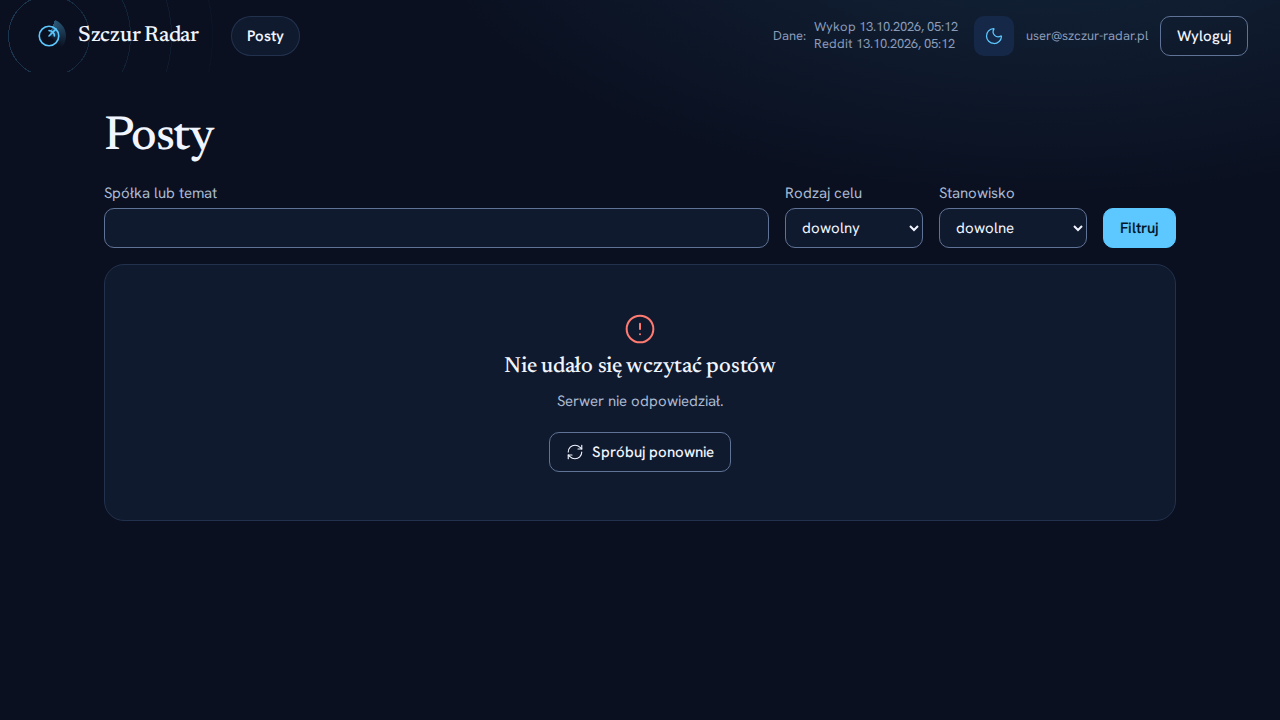 Szczur Radar
Posty
Dane:
Wykop 13.10.2026, 05:12
Reddit 13.10.2026, 05:12
user@szczur-radar.pl
Wyloguj
Posty
Spółka lub temat
Rodzaj celu
Stanowisko
dowolny
dowolne
Filtruj
Nie udało się wczytać postów
Serwer nie odpowiedział.
Spróbuj ponownie